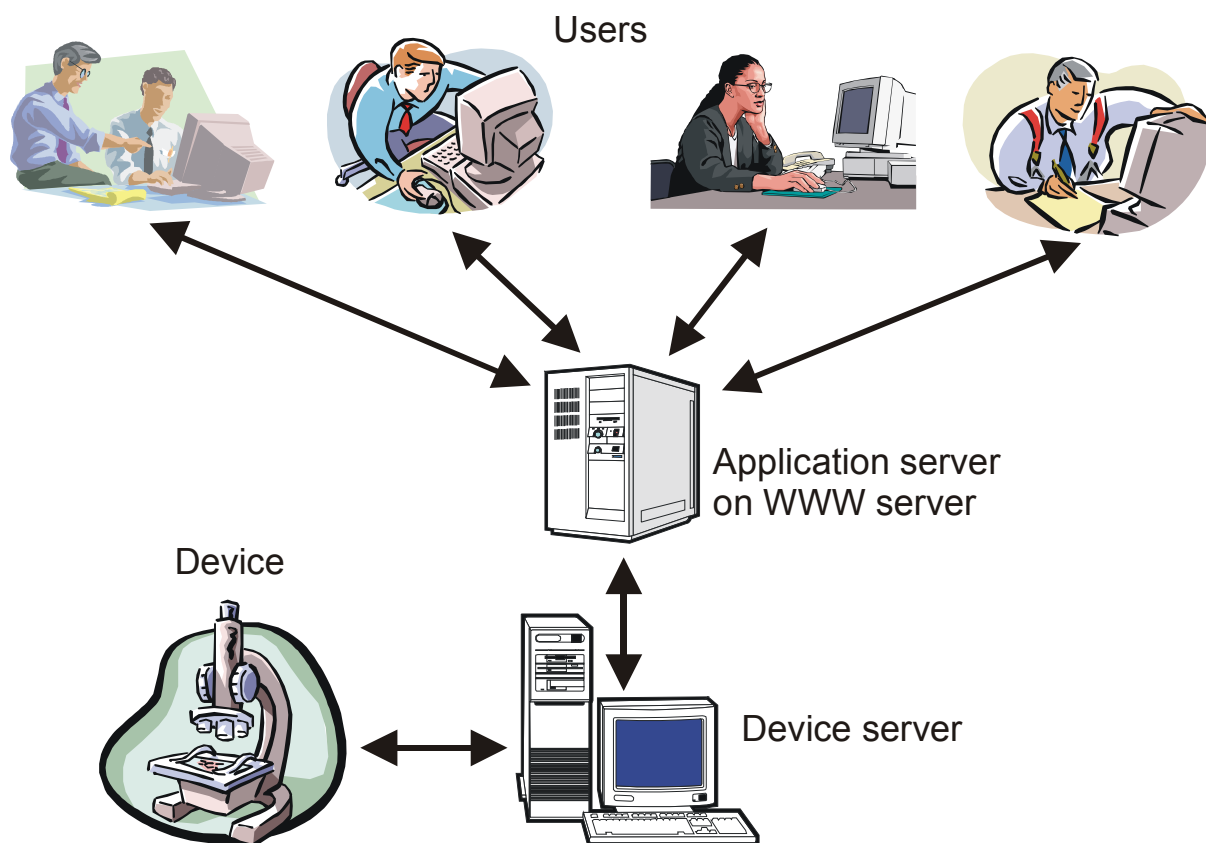 Users
Application server
on WWW server
Device
Device server